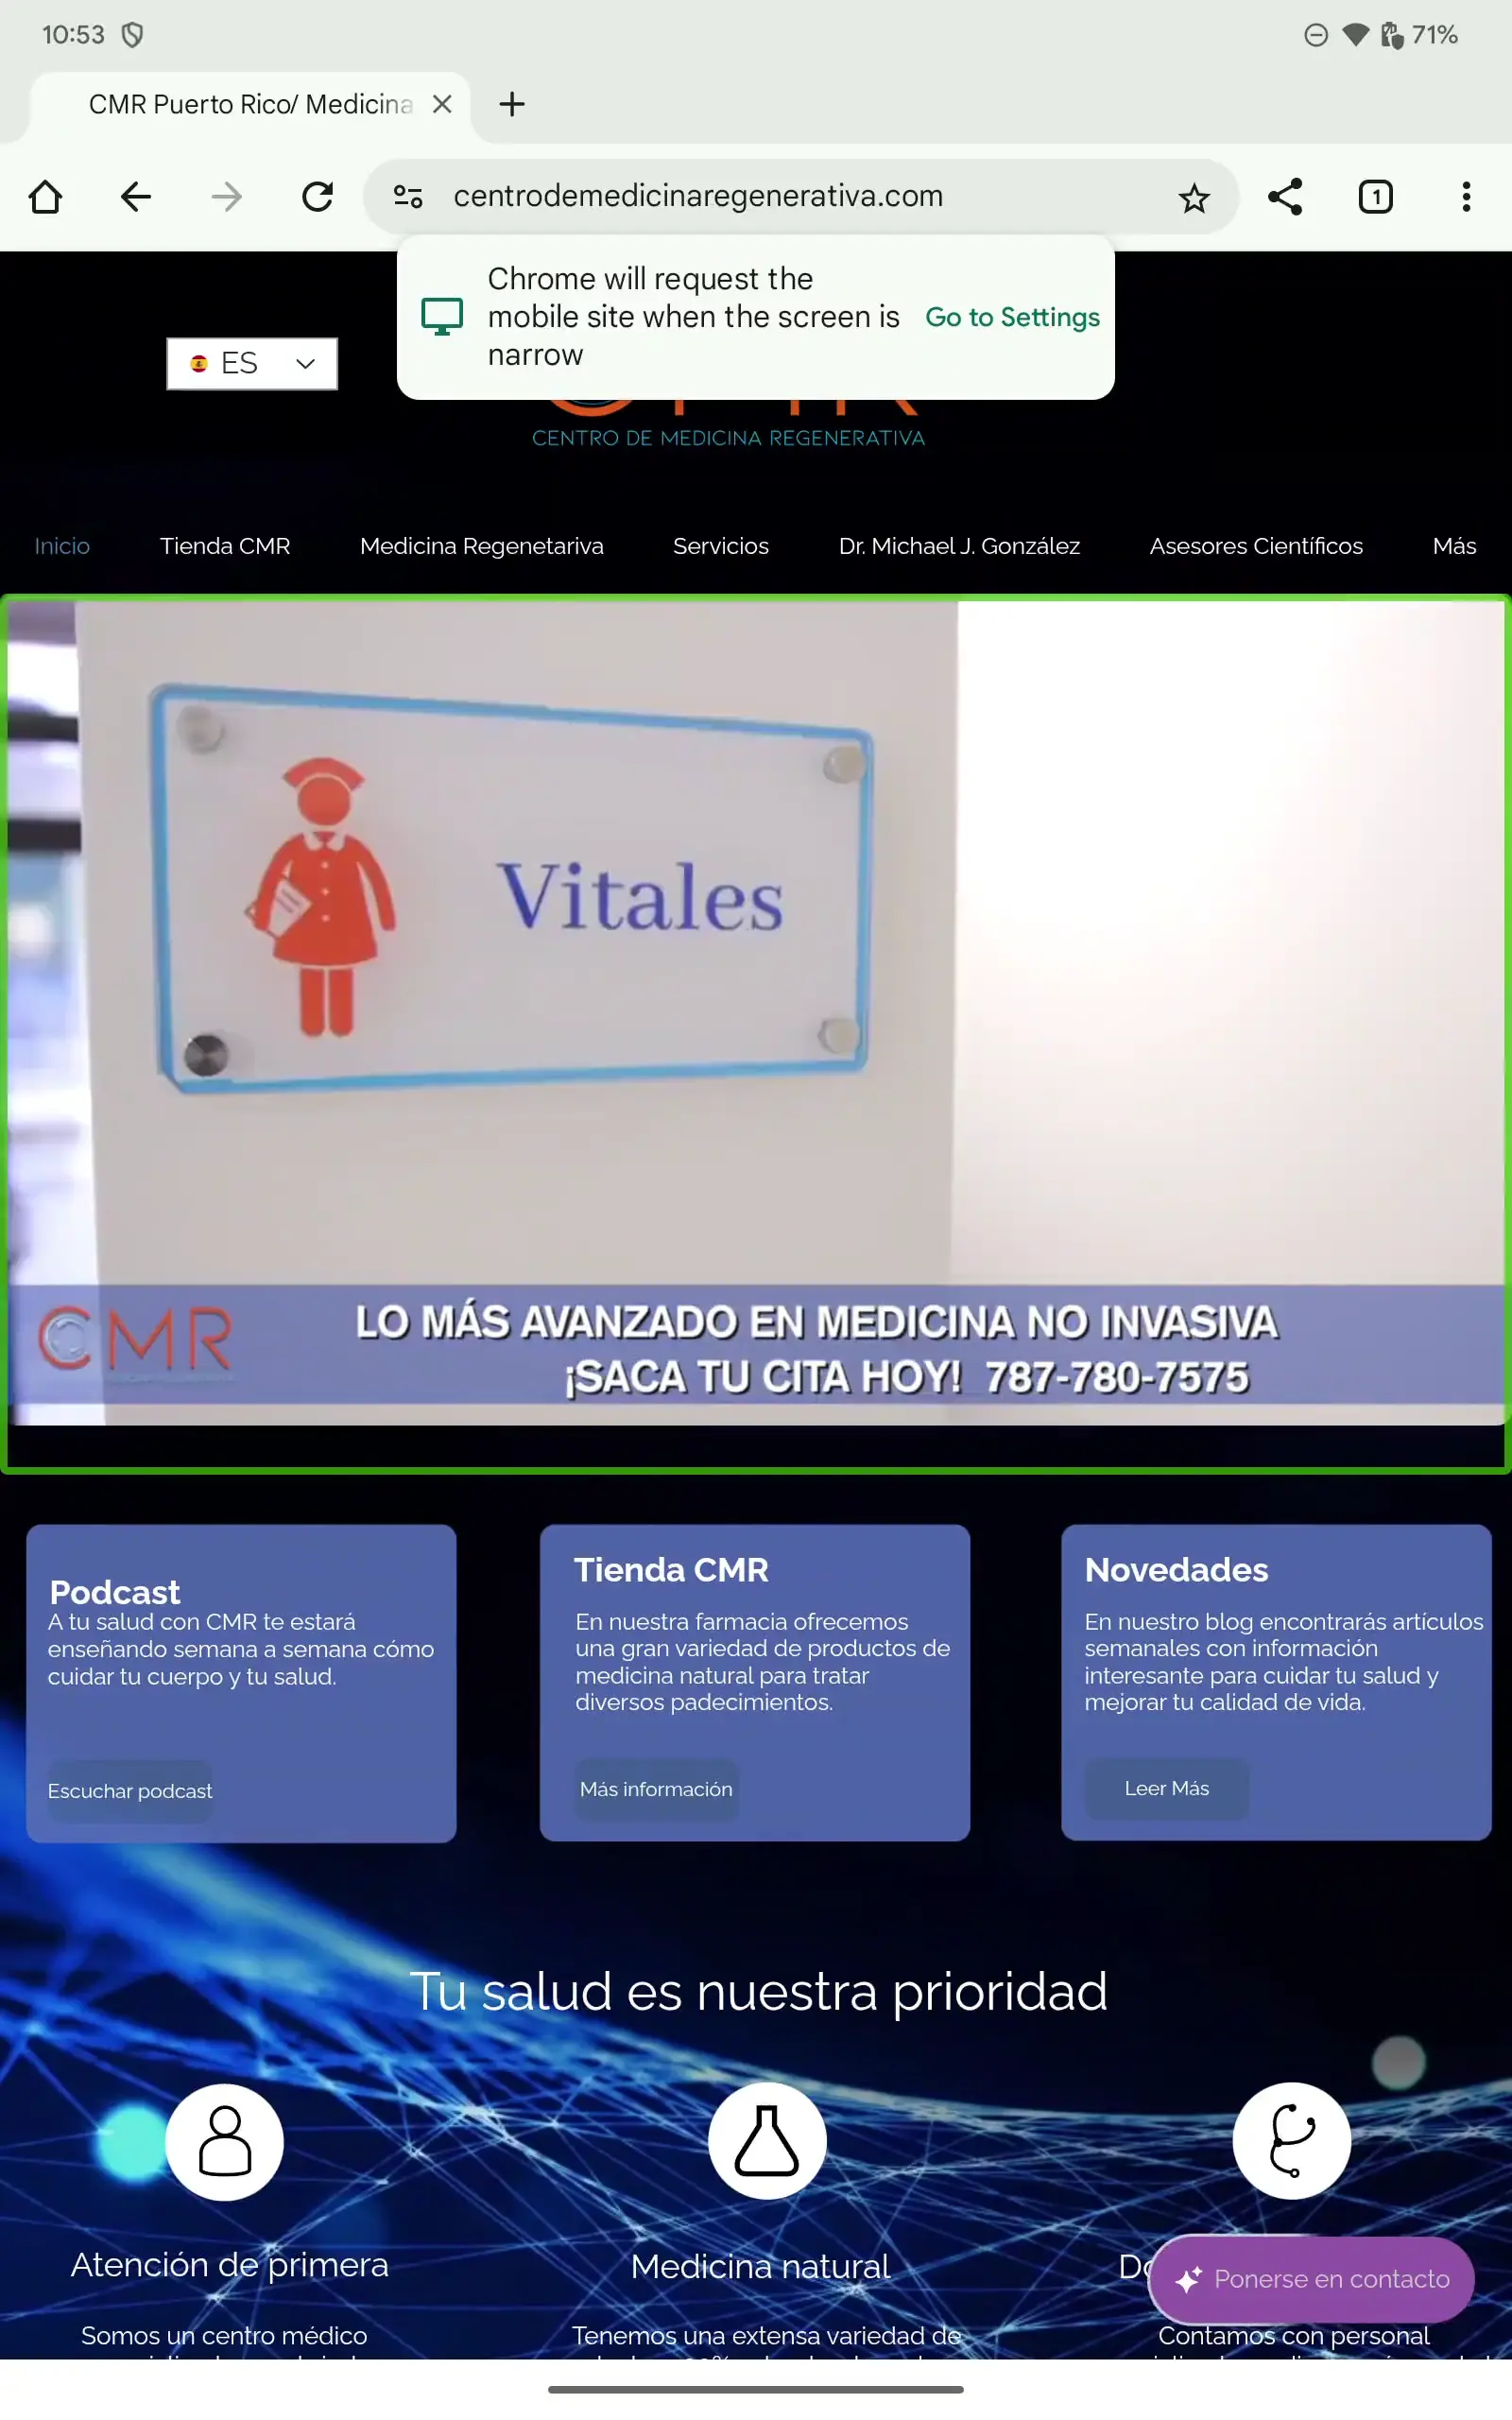 10:53
71%
CMR Puerto Rico/ Medicina
centrodemedicinaregenerativa.com
1
Chrome will request the
mobile site when the screen is
narrow
Go to Settings
ES
CENTRO DE MEDICINA REGENERATIVA
Inicio
Tienda CMR
Medicina Regenetariva
Servicios
Dr. Michael J. González
Asesores Científicos
Más
Vitales
CMR
LO MÁS AVANZADO EN MEDICINA NO INVASIVA
¡SACA TU CITA HOY! 787-780-7575
Podcast
A tu salud con CMR te estará
enseñando semana a semana cómo
cuidar tu cuerpo y tu salud.
Escuchar podcast
Tienda CMR
En nuestra farmacia ofrecemos
una gran variedad de productos de
medicina natural para tratar
diversos padecimientos.
Más información
Novedades
En nuestro blog encontrarás artículos
semanales con información
interesante para cuidar tu salud y
mejorar tu calidad de vida.
Leer Más
Tu salud es nuestra prioridad
Atención de primera
Somos un centro médico
Medicina natural
Tenemos una extensa variedad de
Ponerse en contacto
Contamos con personal